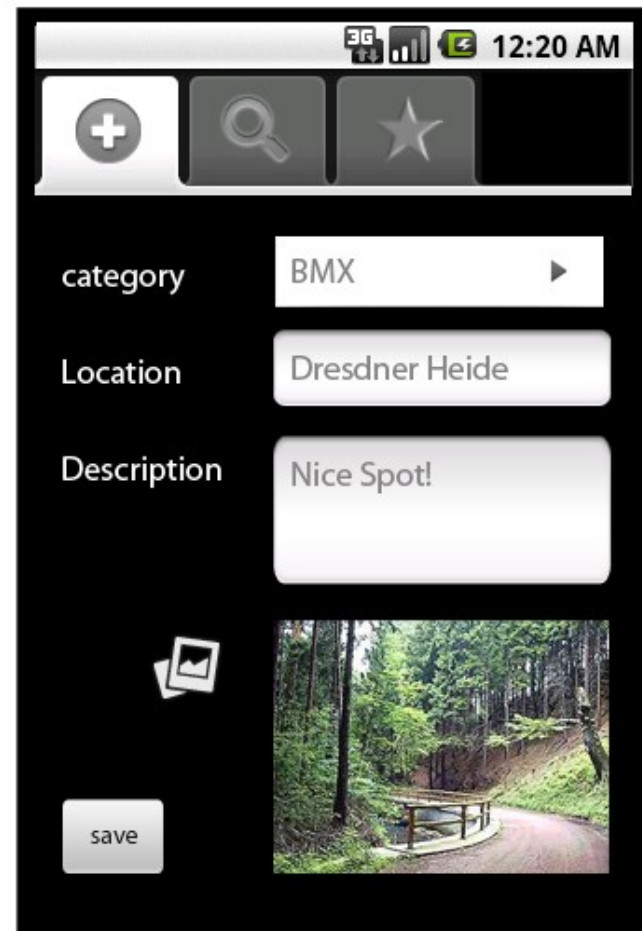 3G 12:20 AM
category BMX
Location Dresdner Heide
Description Nice Spot!
save